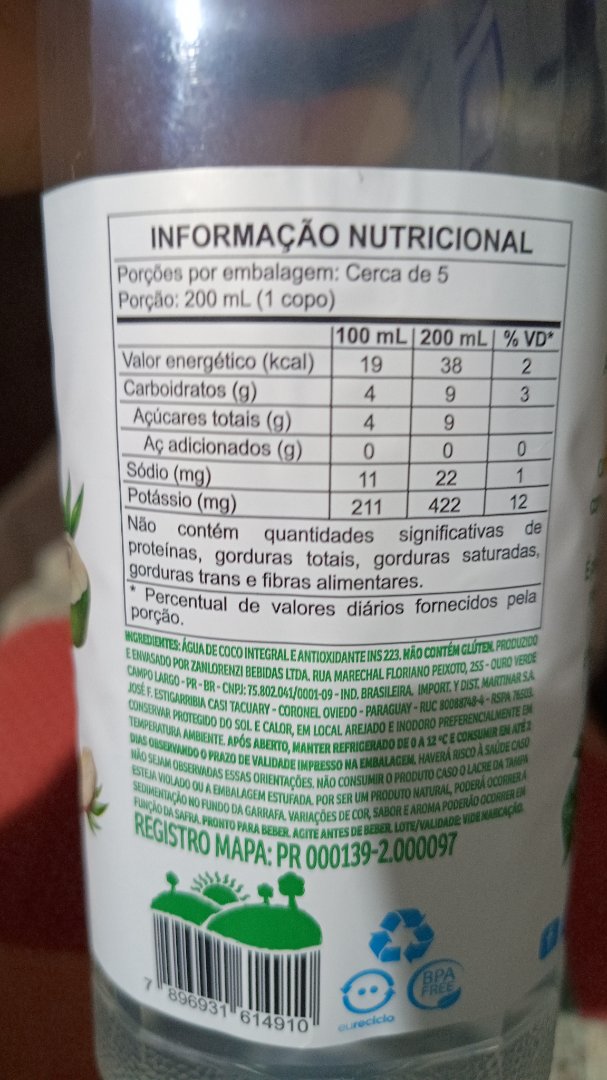 INFORMAÇÃO NUTRICIONAL
Porções por embalagem: Cerca de 5
Porção: 200 mL (1 copo)
100 mL 200 mL % VD*
Valor energético (kcal) 19 38 2
Carboidratos (g) 4 9 3
Açúcares totais (g) 4 9
Aç adicionados (g) 0 0 0
Sódio (mg) 11 22 1
Potássio (mg) 211 422 12
Não contém quantidades significativas de
proteínas, gorduras totais, gorduras saturadas,
gorduras trans e fibras alimentares.
* Percentual de valores diários fornecidos pela
porção.
INGREDIENTES: ÁGUA DE COCO INTEGRAL E ANTIOXIDANTE INS 223. NÃO CONTÉM GLÚTEN. PRODUZIDO
E ENVASADO POR ZANLORENZI BEBIDAS LTDA. RUA MARECHAL FLORIANO PEIXOTO, 255 - OURO VERDE
CAMPO LARGO - PR - BR - CNPJ: 75.802.041/0001-09 - IND. BRASILEIRA. IMPORT. Y DIST. MARTINAR S.A.
JOSÉ F. ESTIGARRIBIA CASI TACUARY - CORONEL OVIEDO - PARAGUAY - RUC 80088748-4 - RSPA
CONSERVAR PROTEGIDO DO SOL E CALOR, EM LOCAL AREJADO E INODORO PREFERENCIALMENTE EM
TEMPERATURA AMBIENTE. APÓS ABERTO, MANTER REFRIGERADO DE 0 A 12 °C E CONSUMIR EM ATÉ
DIAS OBSERVANDO O PRAZO DE VALIDADE IMPRESSO NA EMBALAGEM. HAVERÁ RISCO À SAÚDE CASO
NÃO SEJAM OBSERVADAS ESSAS ORIENTAÇÕES. NÃO CONSUMIR O PRODUTO CASO O LACRE DA TAMPA
ESTEJA VIOLADO OU A EMBALAGEM ESTUFADA. POR SER UM PRODUTO NATURAL, PODERÁ OCORRER A
SEDIMENTAÇÃO NO FUNDO DA GARRAFA. VARIAÇÕES DE COR, SABOR E AROMA PODERÃO OCORRER EM
FUNÇÃO DA SAFRA. PRONTO PARA BEBER. AGITE ANTES DE BEBER. LOTE/VALIDADE: VIDE MARCAÇÃO.
REGISTRO MAPA: PR 000139-2.000097
7 896931 614910
eureciclo
BPA
FREE